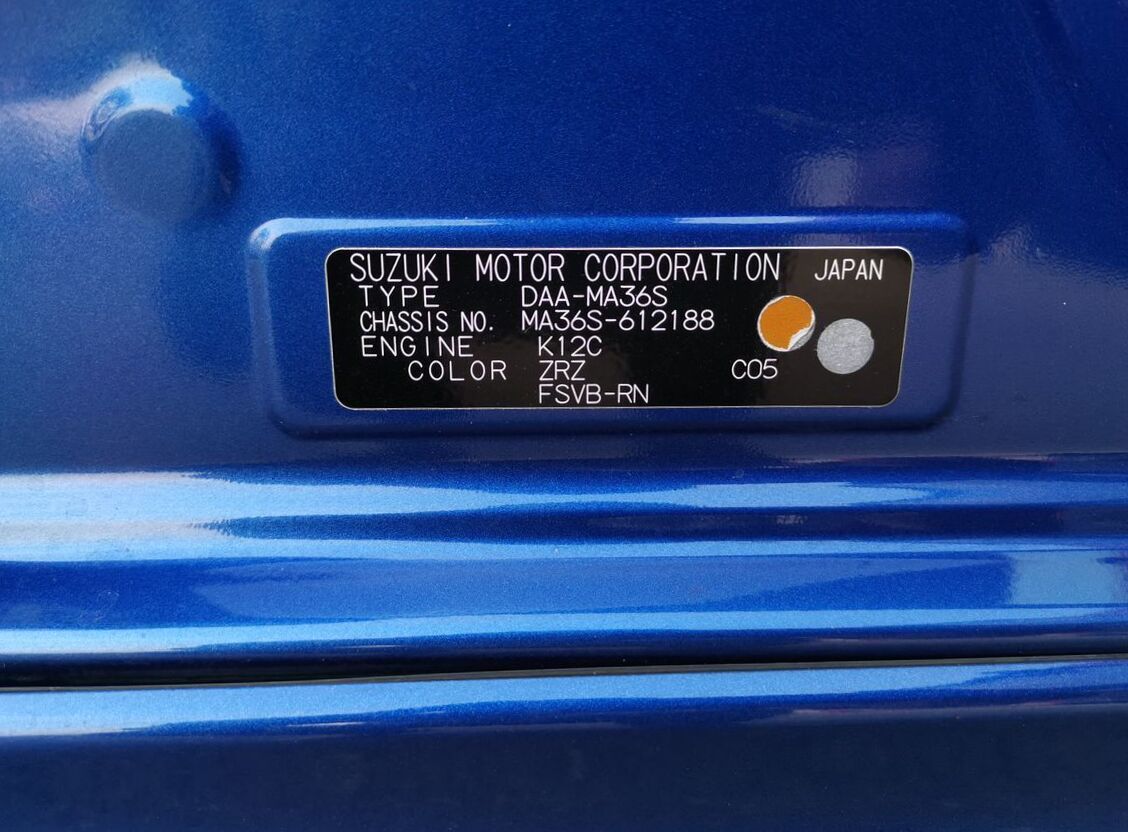 SUZUKI MOTOR CORPORATION JAPAN
TYPE DAA-MA36S
CHASSIS NO. MA36S-612188
ENGINE K12C
COLOR ZRZ C05
FSVB-RN